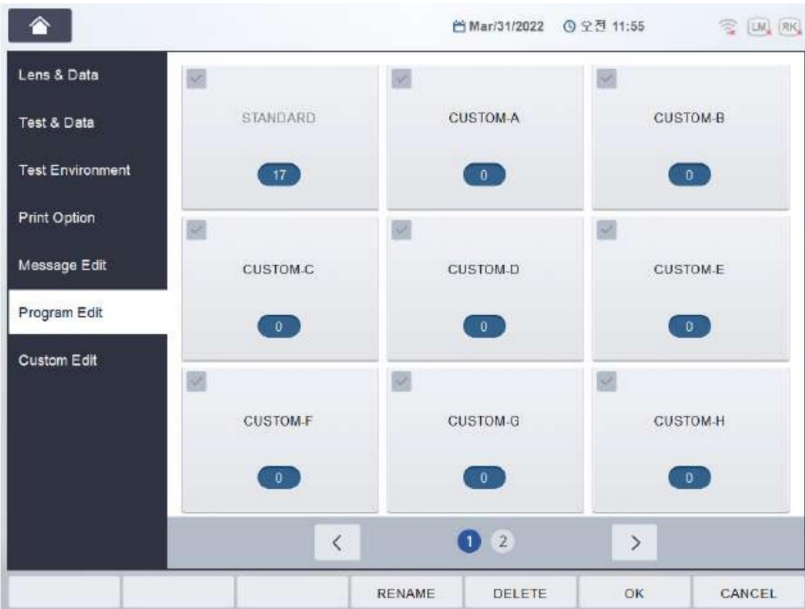 Mar/31/2022 오전 11:55 LM RK
Lens & Data
Test & Data
Test Environment
Print Option
Message Edit
Program Edit
Custom Edit
STANDARD CUSTOM-A CUSTOM-B
17 0 0
CUSTOM-C CUSTOM-D CUSTOM-E
0 0 0
CUSTOM-F CUSTOM-G CUSTOM-H
0 0 0
< 1 2 >
RENAME DELETE OK CANCEL